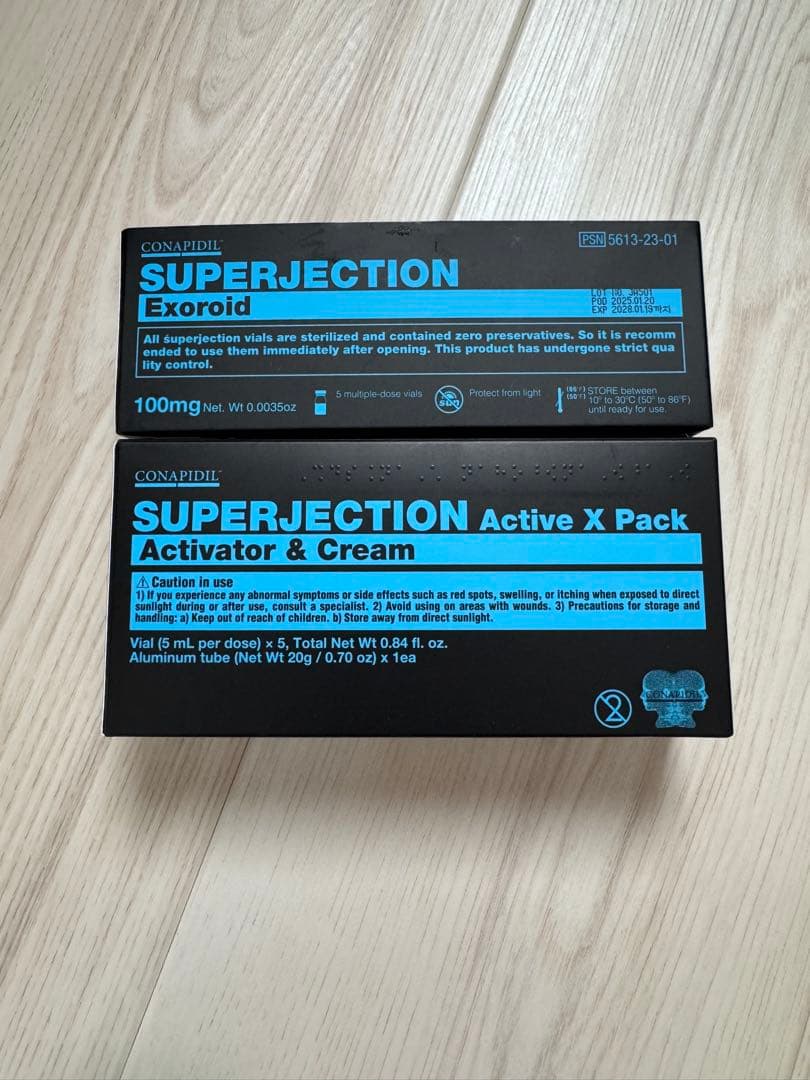 CONAPIDIL™
PSN 5613-23-01
SUPERJECTION
Exoroid
LOT NO. JAS01
POD 2025.01.20
EXP 2028.01.19까지
All superjection vials are sterilized and contained zero preservatives. So it is recomm
ended to use them immediately after opening. This product has undergone strict qua
lity control.
100mg Net. Wt 0.0035oz
5 multiple-dose vials
sun
Protect from light
(86°F)
(50°F)
STORE between
10° to 30°C (50° to 86°F)
until ready for use.
CONAPIDIL™
SUPERJECTION Active X Pack
Activator & Cream
⚠ Caution in use
1) If you experience any abnormal symptoms or side effects such as red spots, swelling, or itching when exposed to direct
sunlight during or after use, consult a specialist. 2) Avoid using on areas with wounds. 3) Precautions for storage and
handling: a) Keep out of reach of children. b) Store away from direct sunlight.
Vial (5 mL per dose) × 5, Total Net Wt 0.84 fl. oz.
Aluminum tube (Net Wt 20g / 0.70 oz) x 1ea
2
CONAPIDIL